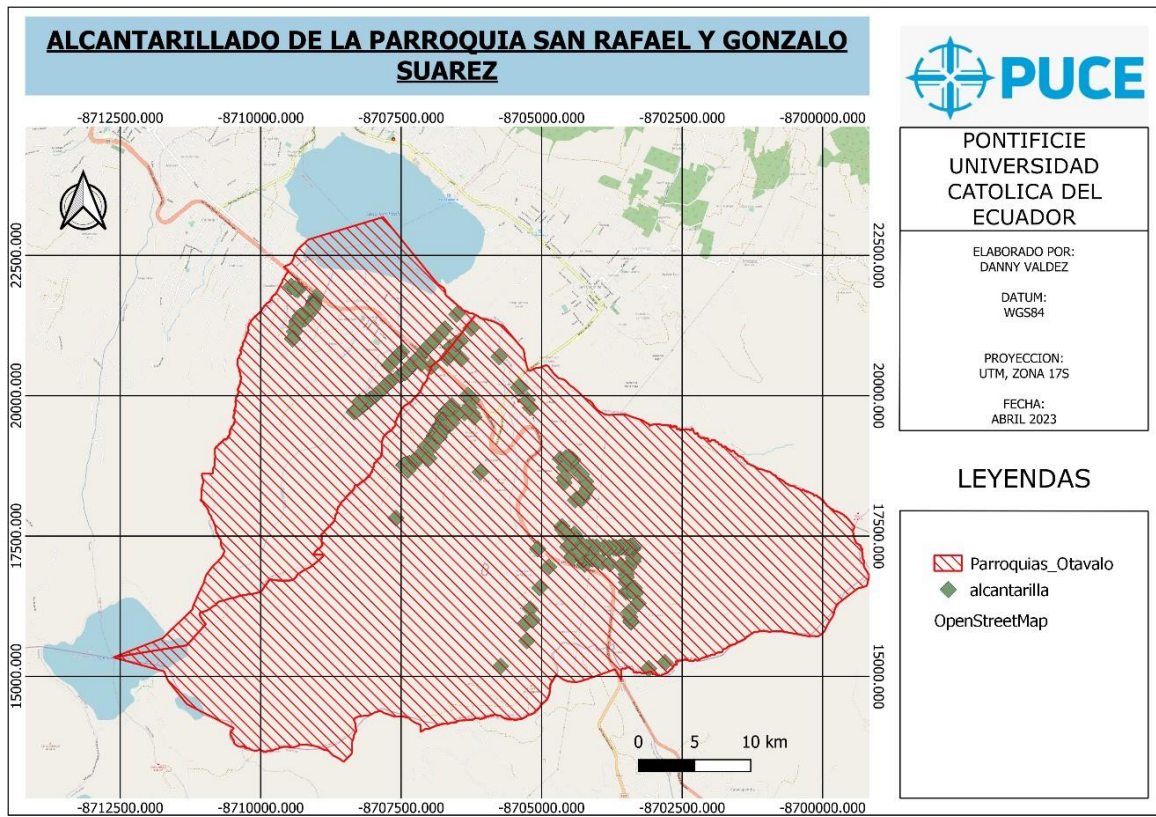 ALCANTARILLADO DE LA PARROQUIA SAN RAFAEL Y GONZALO
SUAREZ
PUCE
PONTIFICIE
UNIVERSIDAD
CATOLICA DEL
ECUADOR
ELABORADO POR:
DANNY VALDEZ
DATUM:
WGS84
PROYECCION:
UTM, ZONA 17S
FECHA:
ABRIL 2023
LEYENDAS
Parroquias_Otavalo
alcantarilla
OpenStreetMap
-8712500.000 -8710000.000 -8707500.000 -8705000.000 -8702500.000 -8700000.000
22500.000 22500.000
20000.000 20000.000
17500.000 17500.000
15000.000 15000.000
0 5 10 km
-8712500.000 -8710000.000 -8707500.000 -8705000.000 -8702500.000 -8700000.000